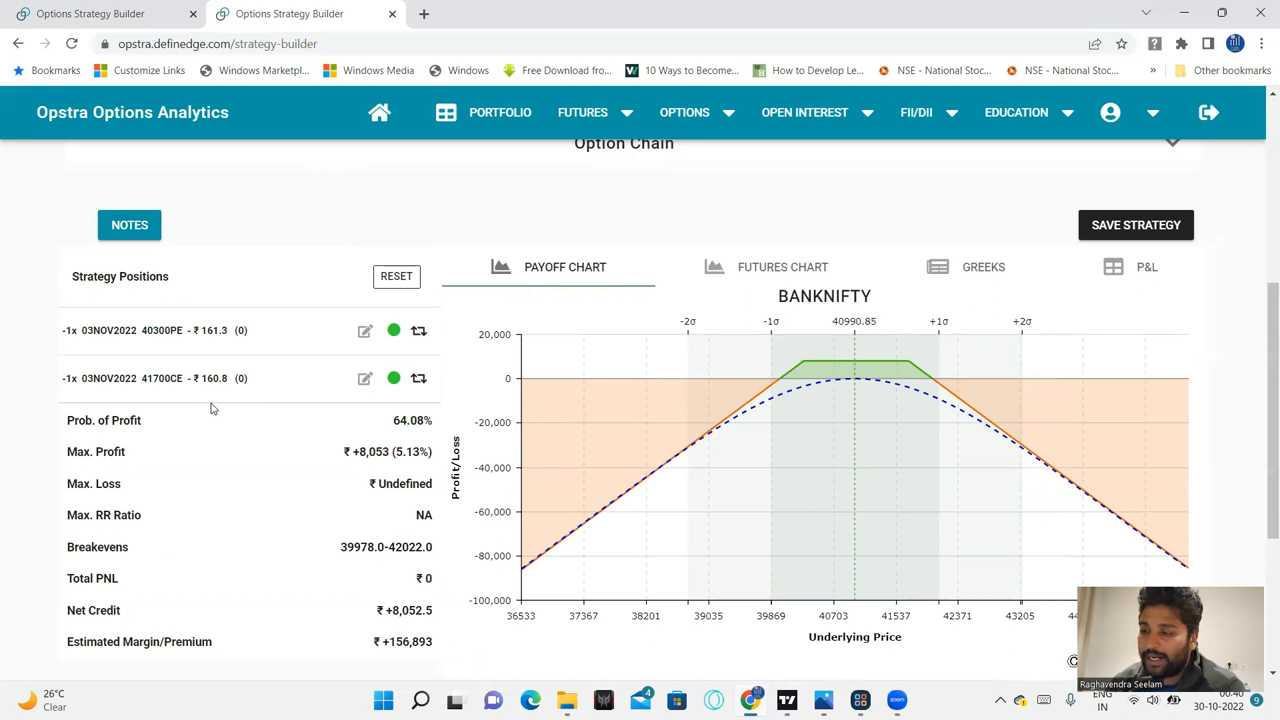 Options Strategy Builder
Options Strategy Builder
opstra.definedge.com/strategy-builder
Bookmarks
Customize Links
Windows Marketpl...
Windows Media
Windows
Free Download fro...
10 Ways to Become...
How to Develop Le...
NSE - National Stoc...
NSE - National Stoc...
Other bookmarks
Opstra Options Analytics
PORTFOLIO
FUTURES
OPTIONS
OPEN INTEREST
FII/DII
EDUCATION
Option Chain
NOTES
SAVE STRATEGY
Strategy Positions
RESET
-1x 03NOV2022 40300PE - ₹ 161.3 (0)
-1x 03NOV2022 41700CE - ₹ 160.8 (0)
Prob. of Profit 64.08%
Max. Profit ₹ +8,053 (5.13%)
Max. Loss ₹ Undefined
Max. RR Ratio NA
Breakevens 39978.0-42022.0
Total PNL ₹ 0
Net Credit ₹ +8,052.5
Estimated Margin/Premium ₹ +156,893
PAYOFF CHART
FUTURES CHART
GREEKS
P&L
BANKNIFTY
-2σ -1σ 40990.85 +1σ +2σ
20,000
0
-20,000
-40,000
-60,000
-80,000
-100,000
Profit/Loss
36533 37367 38201 39035 39869 40703 41537 42371 43205
Underlying Price
Raghavendra Seelam
26°C
Clear
4
ENG
IN
00:40
30-10-2022
9